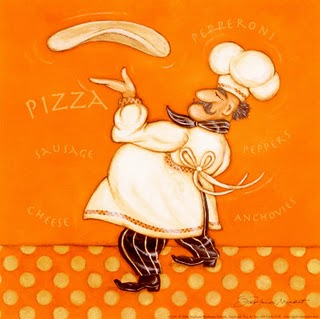 PEPPERONI
PIZZA
SAUSAGE
PEPPERS
CHEESE
ANCHOVIES